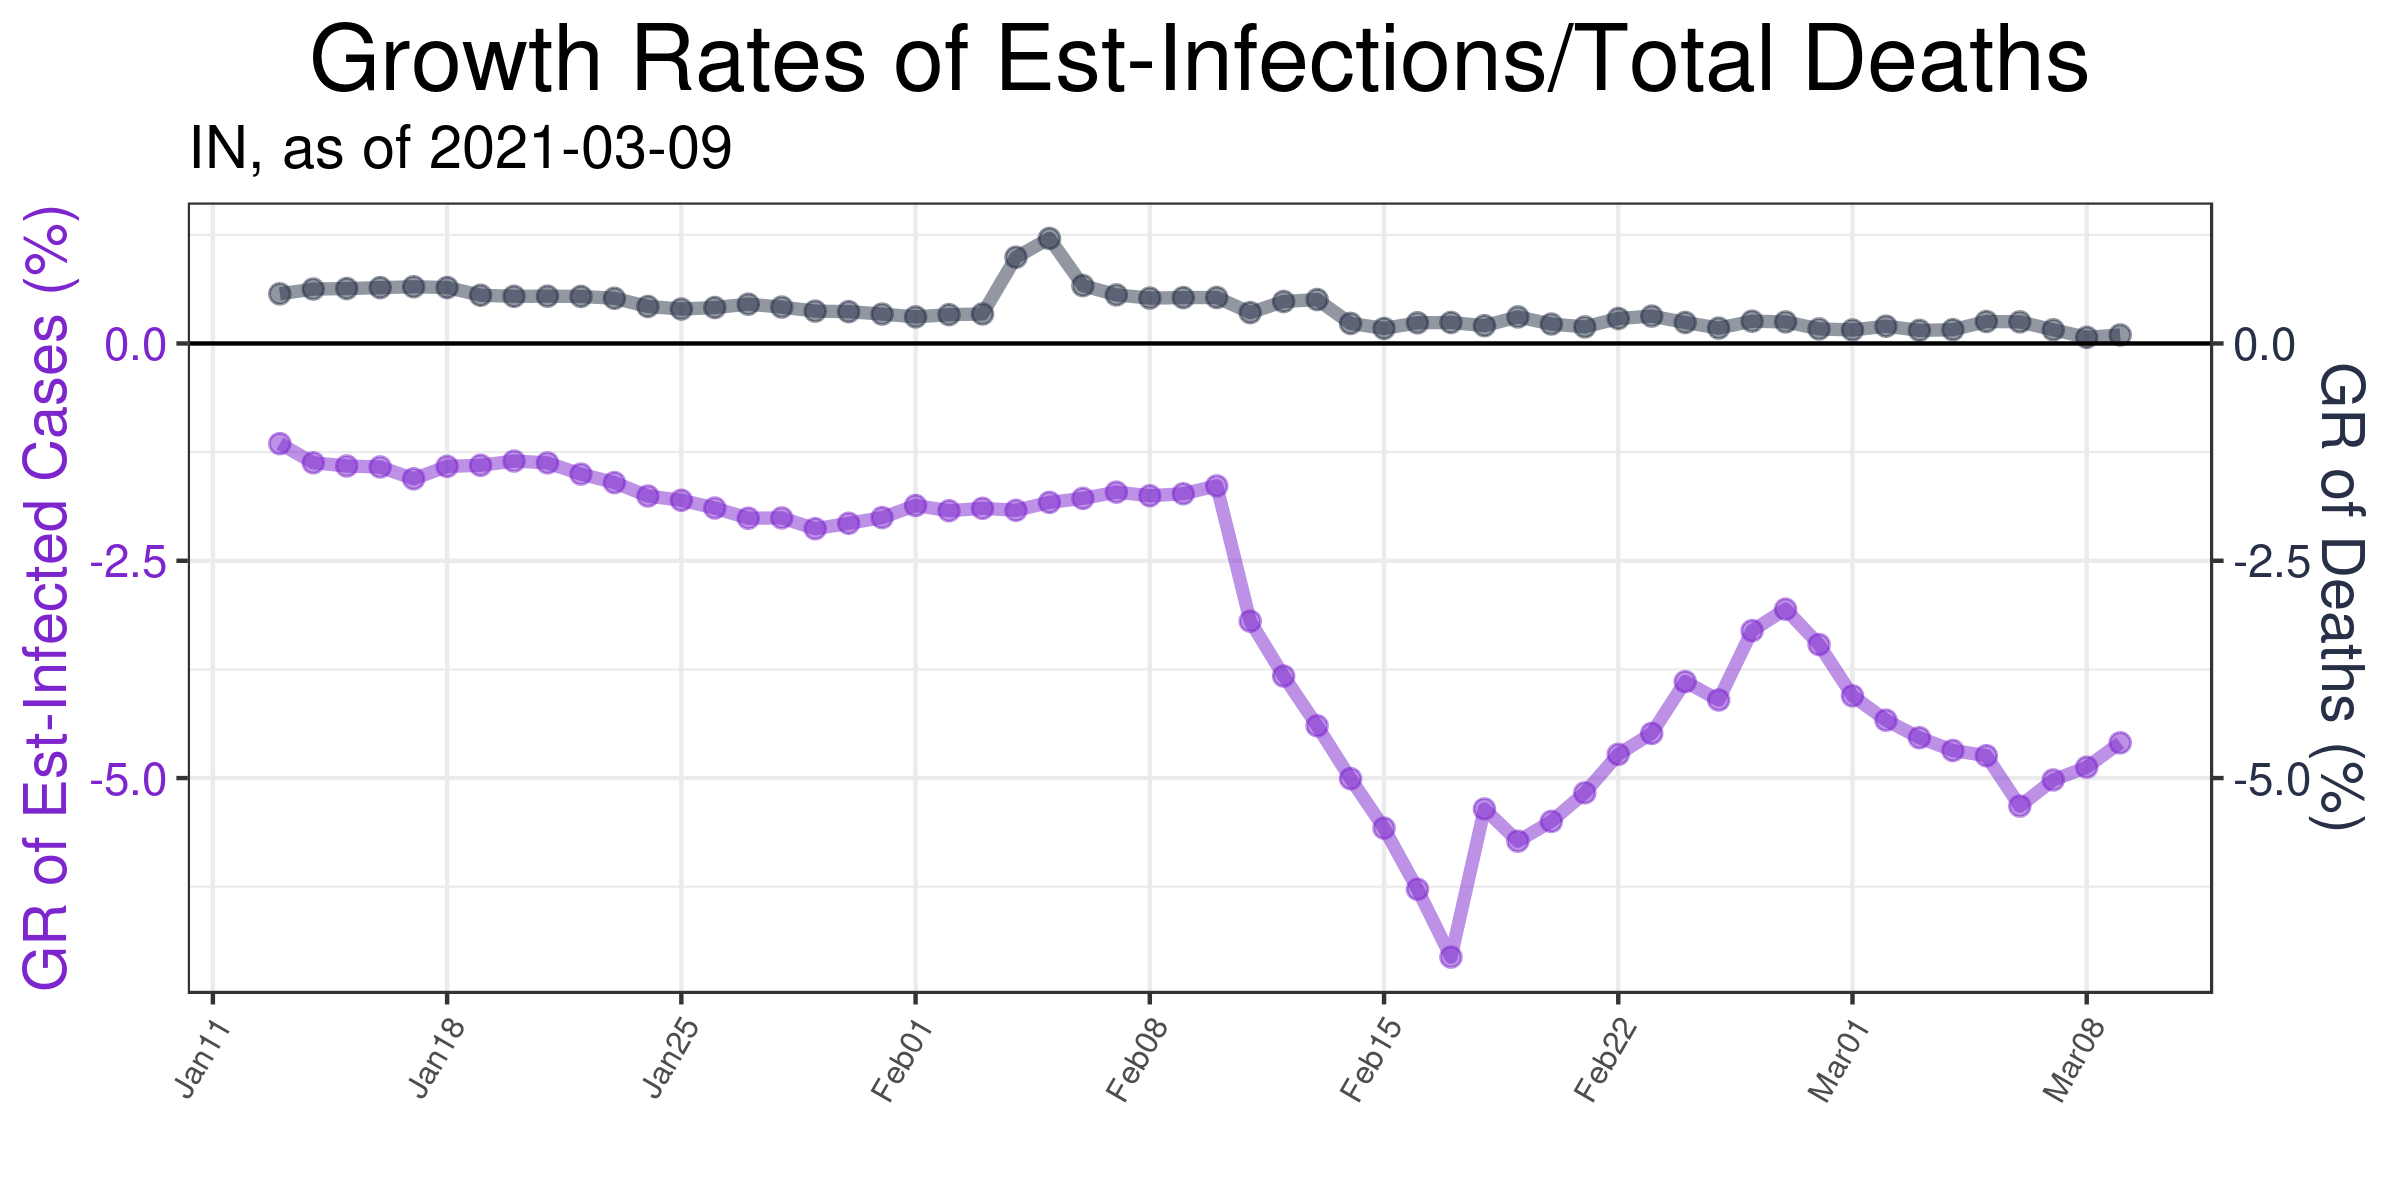 Growth Rates of Est-Infections/Total Deaths
IN, as of 2021-03-09
GR of Est-Infected Cases (%)
0.0
-2.5
-5.0
0.0
-2.5
-5.0
GR of Deaths (%)
Jan11
Jan18
Jan25
Feb01
Feb08
Feb15
Feb22
Mar01
Mar08